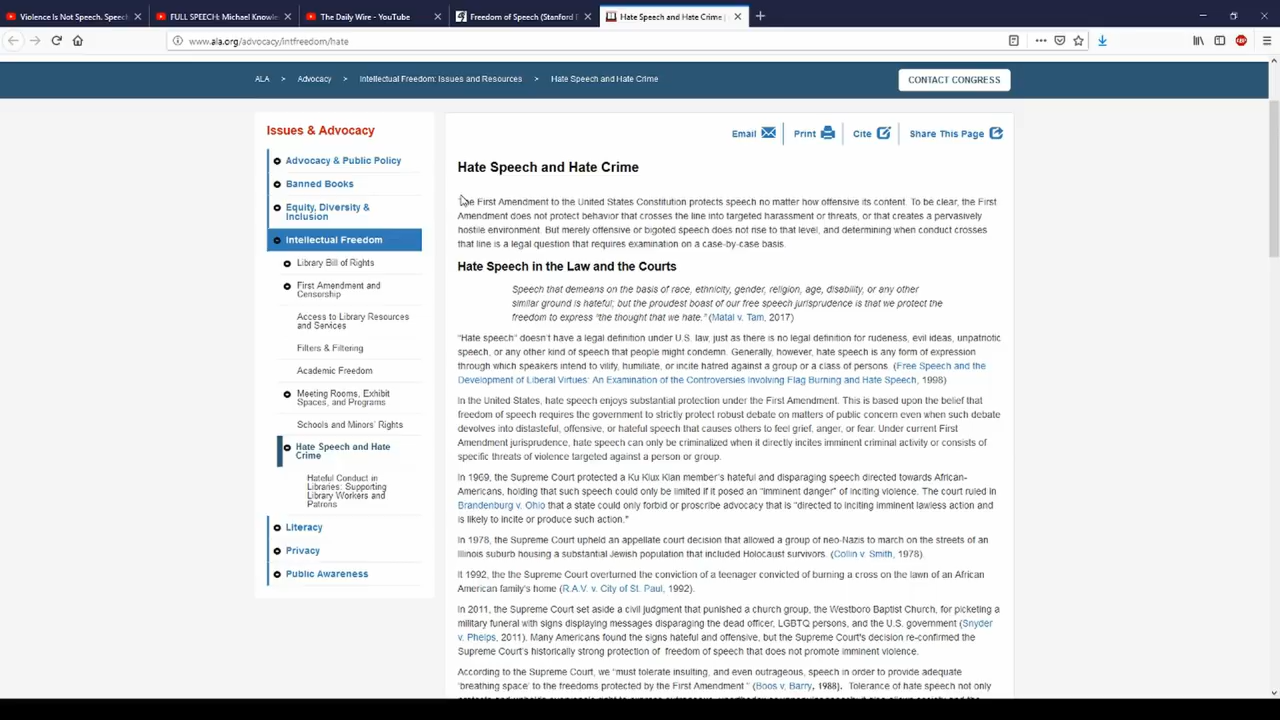 Violence Is Not Speech. Speech
FULL SPEECH: Michael Knowle
The Daily Wire - YouTube
Freedom of Speech (Stanford E
Hate Speech and Hate Crime |
www.ala.org/advocacy/intfreedom/hate
ALA > Advocacy > Intellectual Freedom: Issues and Resources > Hate Speech and Hate Crime
CONTACT CONGRESS
Issues & Advocacy
Advocacy & Public Policy
Banned Books
Equity, Diversity &
Inclusion
Intellectual Freedom
Library Bill of Rights
First Amendment and
Censorship
Access to Library Resources
and Services
Filters & Filtering
Academic Freedom
Meeting Rooms, Exhibit
Spaces, and Programs
Schools and Minors' Rights
Hate Speech and Hate
Crime
Hateful Conduct in
Libraries: Supporting
Library Workers and
Patrons
Literacy
Privacy
Public Awareness
Email
Print
Cite
Share This Page
Hate Speech and Hate Crime
The First Amendment to the United States Constitution protects speech no matter how offensive its content. To be clear, the First
Amendment does not protect behavior that crosses the line into targeted harassment or threats, or that creates a pervasively
hostile environment. But merely offensive or bigoted speech does not rise to that level, and determining when conduct crosses
that line is a legal question that requires examination on a case-by-case basis.
Hate Speech in the Law and the Courts
Speech that demeans on the basis of race, ethnicity, gender, religion, age, disability, or any other
similar ground is hateful; but the proudest boast of our free speech jurisprudence is that we protect the
freedom to express "the thought that we hate." (Matal v. Tam, 2017)
"Hate speech" doesn't have a legal definition under U.S. law, just as there is no legal definition for rudeness, evil ideas, unpatriotic
speech, or any other kind of speech that people might condemn. Generally, however, hate speech is any form of expression
through which speakers intend to vilify, humiliate, or incite hatred against a group or a class of persons. (Free Speech and the
Development of Liberal Virtues: An Examination of the Controversies Involving Flag Burning and Hate Speech, 1998)
In the United States, hate speech enjoys substantial protection under the First Amendment. This is based upon the belief that
freedom of speech requires the government to strictly protect robust debate on matters of public concern even when such debate
devolves into distasteful, offensive, or hateful speech that causes others to feel grief, anger, or fear. Under current First
Amendment jurisprudence, hate speech can only be criminalized when it directly incites imminent criminal activity or consists of
specific threats of violence targeted against a person or group.
In 1969, the Supreme Court protected a Ku Klux Klan member's hateful and disparaging speech directed towards African-
Americans, holding that such speech could only be limited if it posed an "imminent danger" of inciting violence. The court ruled in
Brandenburg v. Ohio that a state could only forbid or proscribe advocacy that is "directed to inciting imminent lawless action and
is likely to incite or produce such action."
In 1978, the Supreme Court upheld an appellate court decision that allowed a group of neo-Nazis to march on the streets of an
Illinois suburb housing a substantial Jewish population that included Holocaust survivors. (Collin v. Smith, 1978).
It 1992, the the Supreme Court overturned the conviction of a teenager convicted of burning a cross on the lawn of an African
American family's home (R.A.V. v. City of St. Paul, 1992).
In 2011, the Supreme Court set aside a civil judgment that punished a church group, the Westboro Baptist Church, for picketing a
military funeral with signs displaying messages disparaging the dead officer, LGBTQ persons, and the U.S. government (Snyder
v. Phelps, 2011). Many Americans found the signs hateful and offensive, but the Supreme Court's decision re-confirmed the
Supreme Court's historically strong protection of freedom of speech that does not promote imminent violence.
According to the Supreme Court, we "must tolerate insulting, and even outrageous, speech in order to provide adequate
'breathing space' to the freedoms protected by the First Amendment " (Boos v. Barry, 1988). Tolerance of hate speech not only